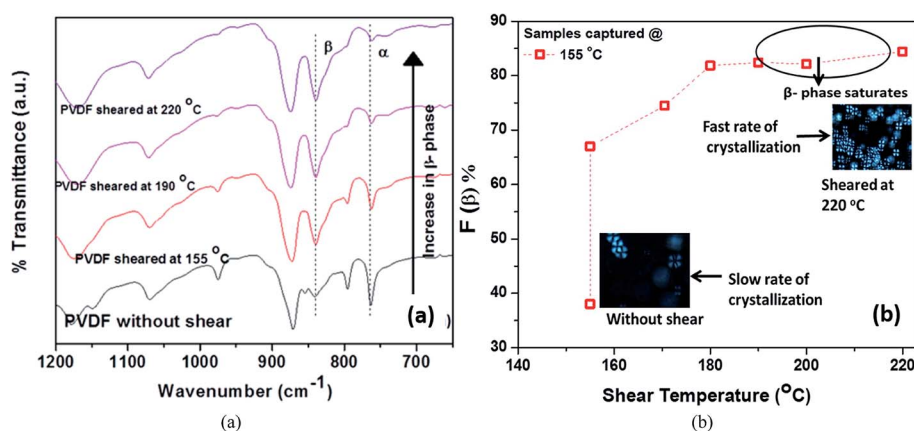 % Transmittance (a.u.)
β
α
PVDF sheared at 220 °C
PVDF sheared at 190 °C
PVDF sheared at 155 °C
PVDF without shear
Increase in β- phase
(a)
)
1200 1100 1000 900 800 700
Wavenumber (cm-1)
(a)
F (β) %
90
80
70
60
50
40
30
Samples captured @
155 °C
β- phase saturates
Fast rate of
crystallization
Sheared at
220 °C
Slow rate of
crystallization
Without shear
(b)
140 160 180 200 220
Shear Temperature (°C)
(b)